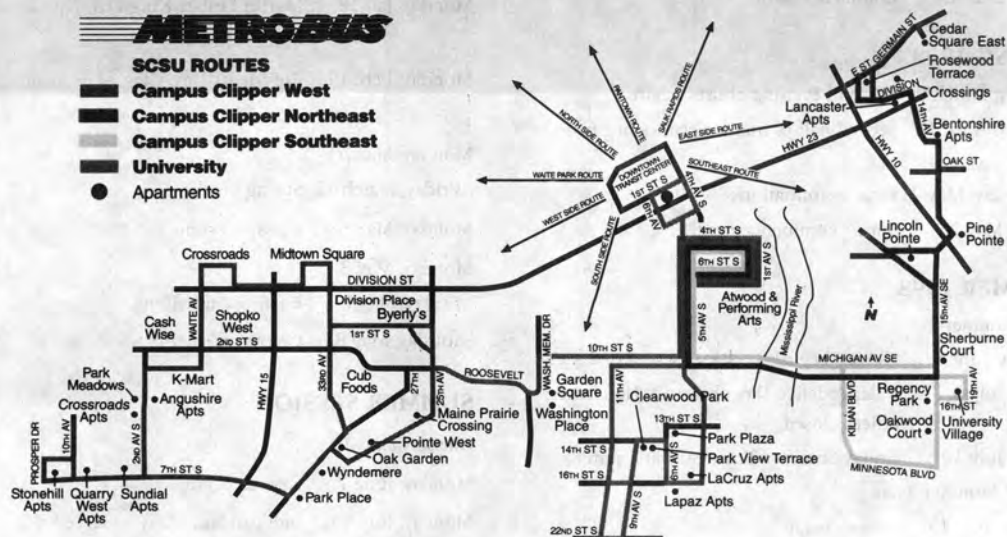 METROBUS
SCSU ROUTES
Campus Clipper West
Campus Clipper Northeast
Campus Clipper Southeast
University
Apartments
PANTOWN ROUTE
SAUK RAPIDS ROUTE
NORTH SIDE ROUTE
EAST SIDE ROUTE
WAITE PARK ROUTE
SOUTHEAST ROUTE
WEST SIDE ROUTE
SOUTH SIDE ROUTE
DOWNTOWN
TRANSIT CENTER
1ST ST S
4TH AV S
6TH AV
HWY 23
E ST GERMAIN ST
Cedar
Square East
Rosewood
Terrace
DIVISION
Crossings
Lancaster
Apts
14TH AV
Bentonshire
Apts
HWY 10
OAK ST
Lincoln
Pointe
Pine
Pointe
15TH AV SE
4TH ST S
6TH ST S
1ST AV S
5TH AV S
Atwood &
Performing
Arts
Mississippi River
N
Sherburne
Court
MICHIGAN AV SE
KILIAN BLVD
Regency
Park
19TH AV
16TH ST
Oakwood
Court
University
Village
MINNESOTA BLVD
Crossroads
Midtown Square
DIVISION ST
Division Place
Byerly's
Cash
Wise
WAITE AV
Shopko
West
1ST ST S
2ND ST S
K-Mart
HWY 15
33RD AV
Cub
Foods
27TH
25TH AV
ROOSEVELT
WASH. MEM. DR
10TH ST S
Park
Meadows
Angushire
Apts
Crossroads
Apts
Maine Prairie
Crossing
Pointe West
Oak Garden
Wyndemere
Park Place
PROSPER DR
10TH AV
2ND AV S
7TH ST S
Stonehill
Apts
Quarry
West Apts
Sundial
Apts
Garden
Square
Washington
Place
11TH AV
Clearwood Park
13TH ST S
14TH ST S
Park Plaza
Park View Terrace
16TH ST S
6TH AV S
LaCruz Apts
9TH AV S
Lapaz Apts
22ND ST S